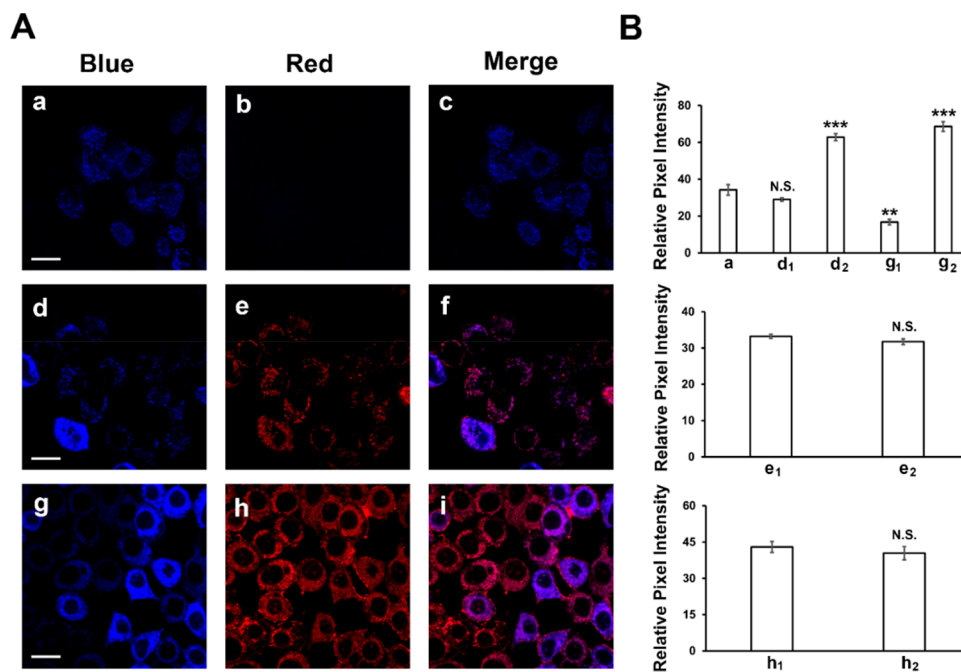 A
Blue
Red
Merge
a
b
c
d
e
f
g
h
i
B
Relative Pixel Intensity
80
60
40
20
0
N.S.
***
**
***
a
d1
d2
g1
g2
Relative Pixel Intensity
40
30
20
10
0
N.S.
e1
e2
Relative Pixel Intensity
60
45
30
15
0
N.S.
h1
h2